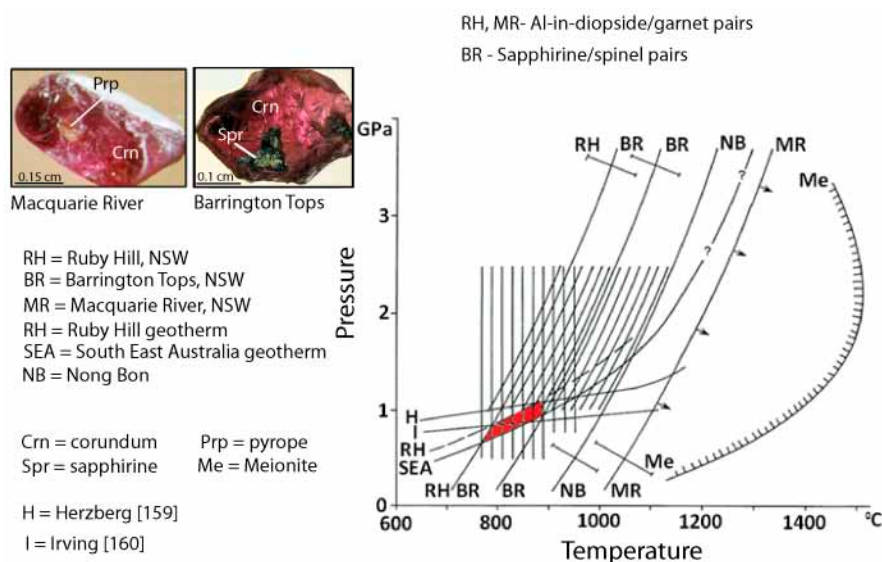 RH, MR- Al-in-diopside/garnet pairs
BR - Sapphirine/spinel pairs
Prp
Crn
0.15 cm
Macquarie River
Crn
Spr
0.1 cm
Barrington Tops
RH = Ruby Hill, NSW
BR = Barrington Tops, NSW
MR = Macquarie River, NSW
RH = Ruby Hill geotherm
SEA = South East Australia geotherm
NB = Nong Bon
Crn = corundum Prp = pyrope
Spr = sapphirine Me = Meionite
H = Herzberg [159]
I = Irving [160]
GPa
RH BR BR NB MR
Me
?
?
3
2
1
0
Pressure
H
I
RH
SEA
RH BR BR NB MR
Me
600 800 1000 1200 1400 °C
Temperature